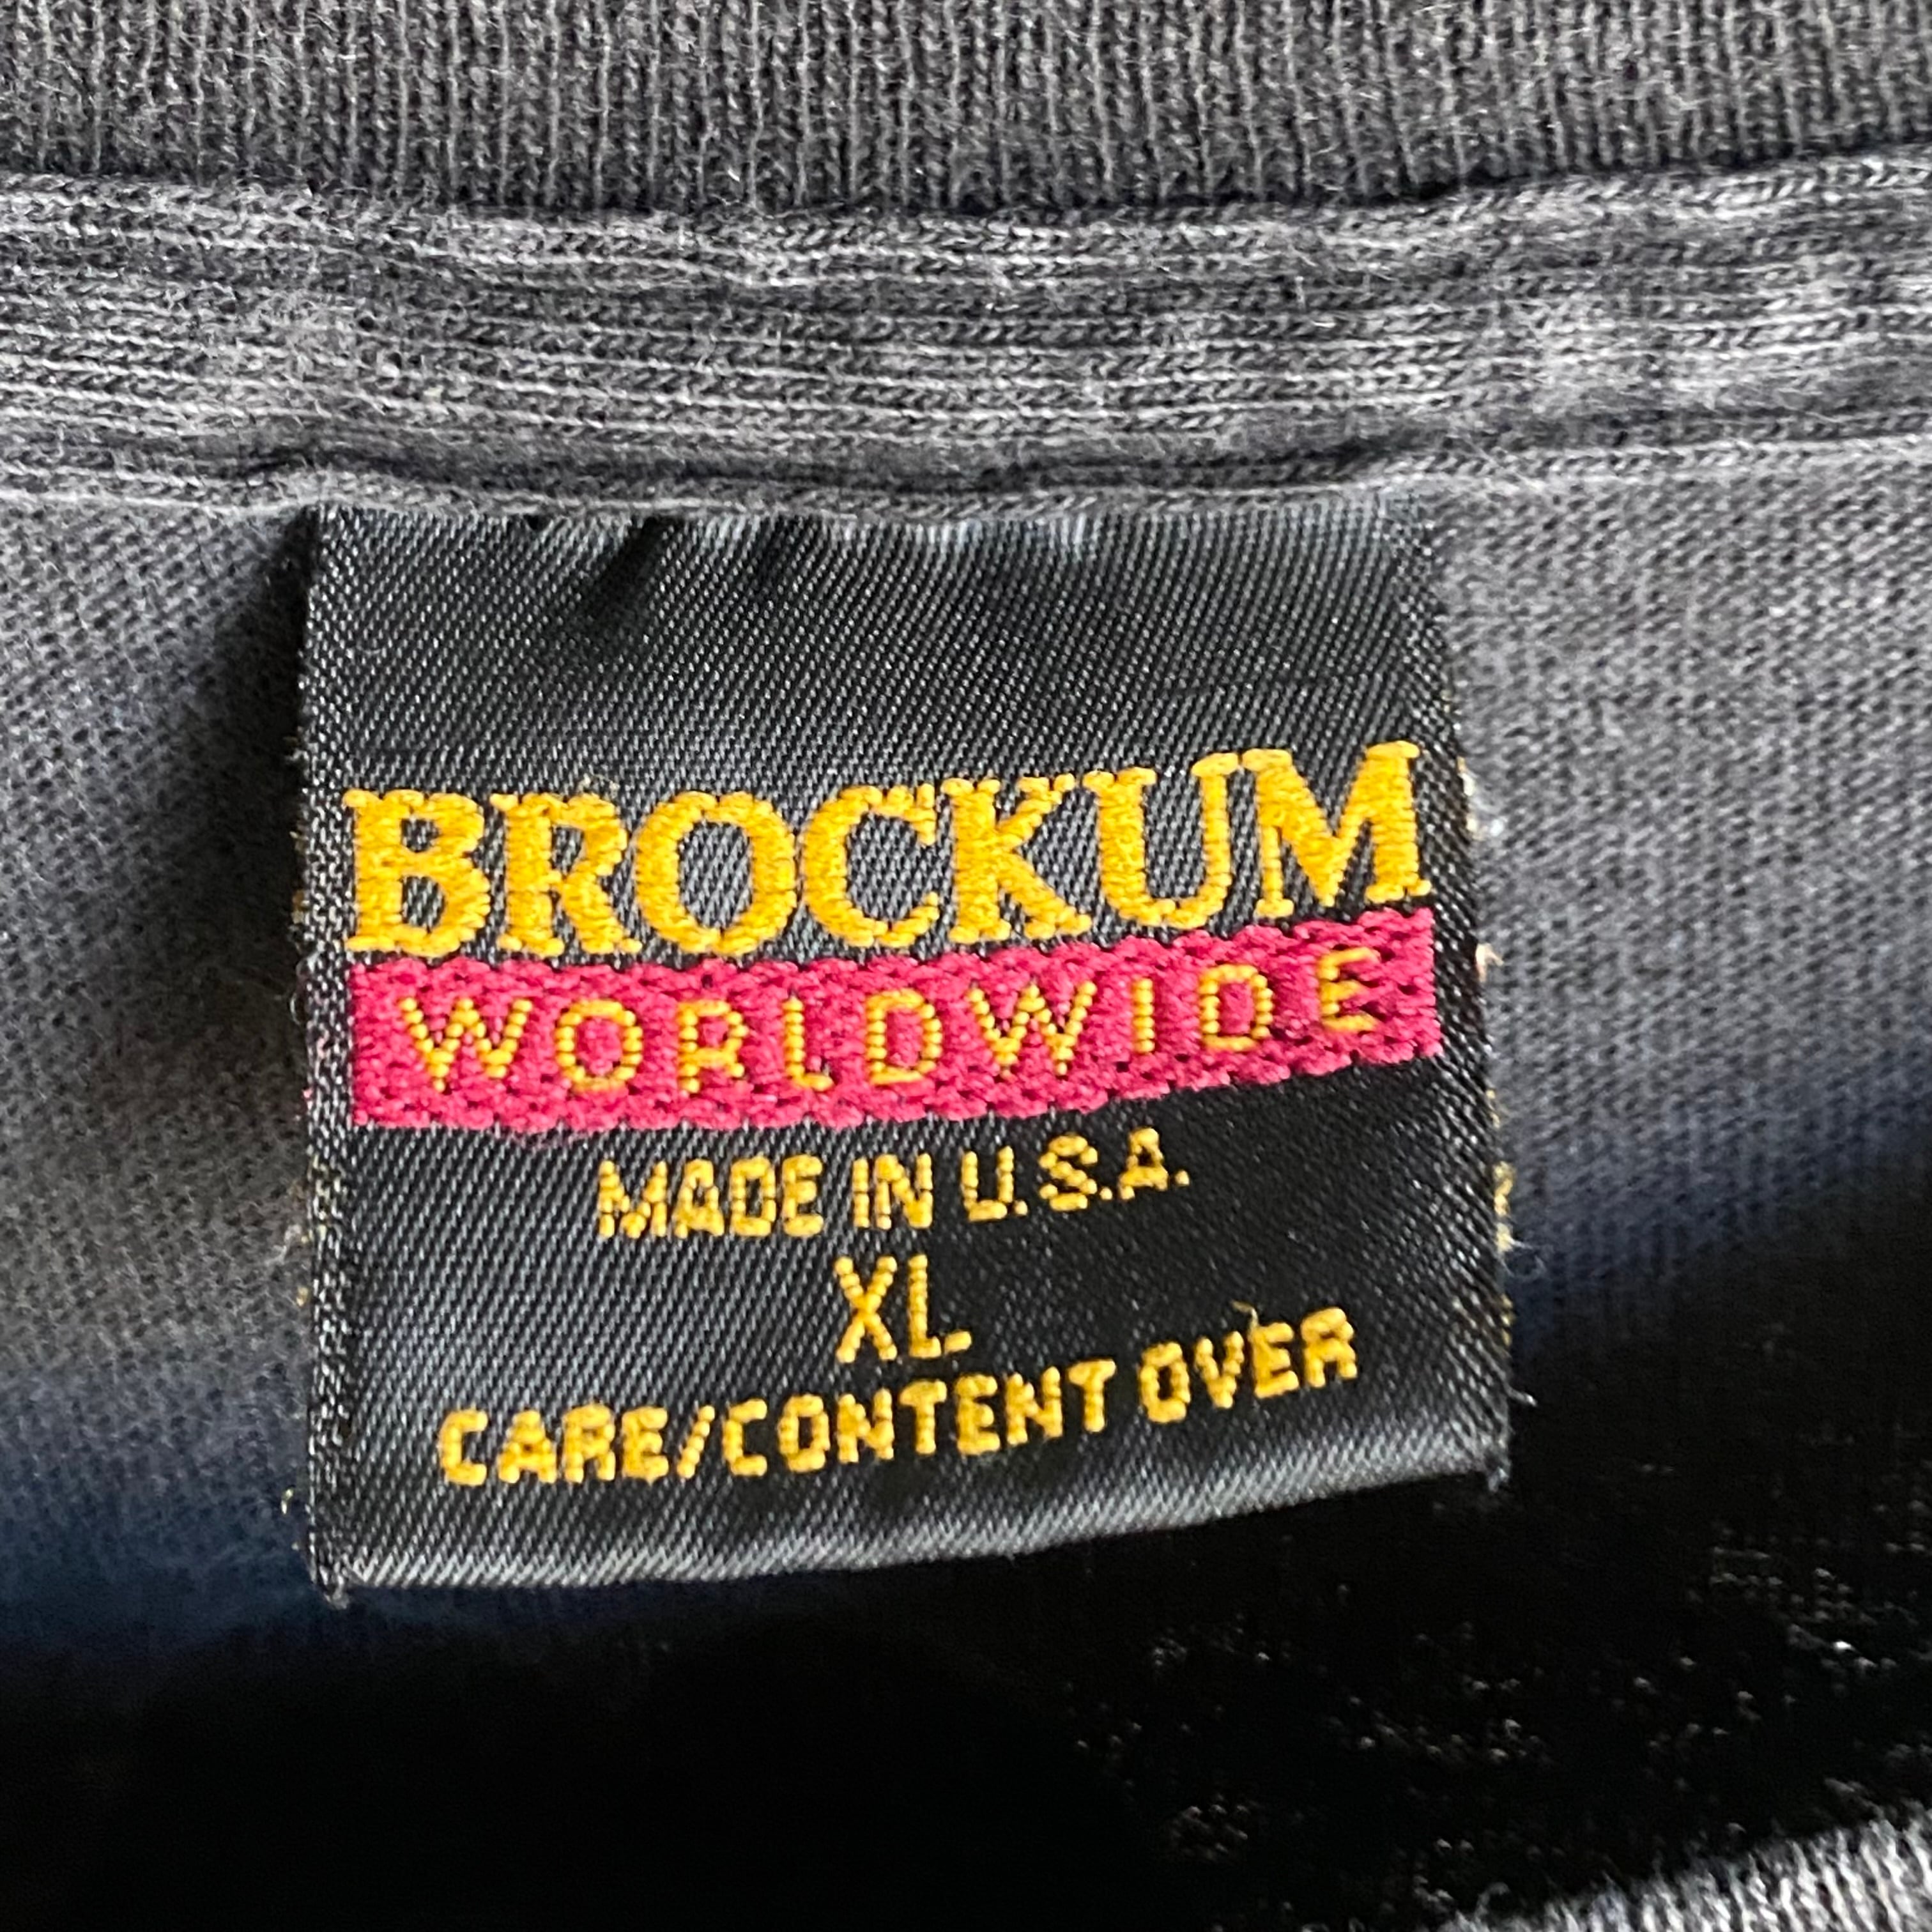 BROCKUM
WORLDWIDE
MADE IN U.S.A.
XL
CARE/CONTENT OVER